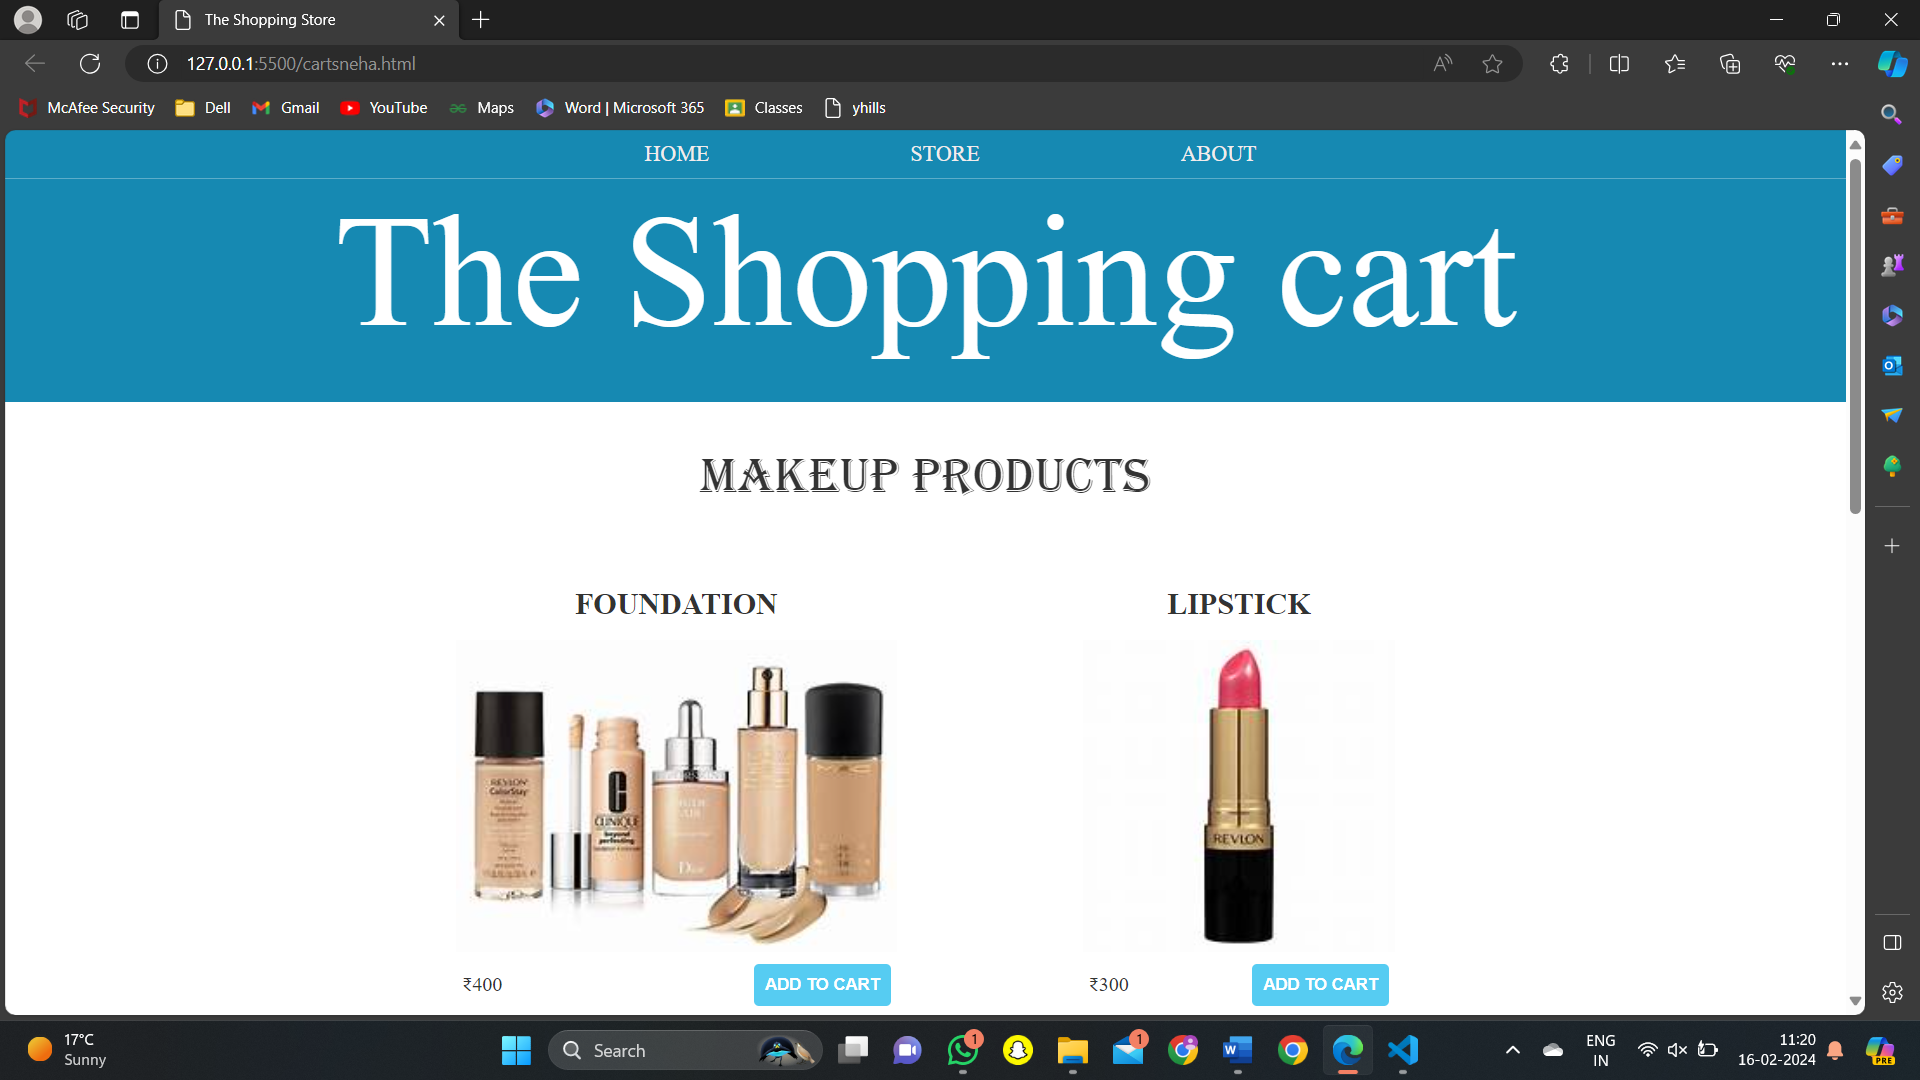 The Shopping Store
127.0.0.1:5500/cartsneha.html
McAfee Security
Dell
Gmail
YouTube
Maps
Word | Microsoft 365
Classes
yhills
HOME
STORE
ABOUT
The Shopping cart
MAKEUP PRODUCTS
FOUNDATION
LIPSTICK
REVLON
ColorStay
CLINIQUE
beyond
perfecting
Dior
MAC
REVLON
₹400
ADD TO CART
₹300
ADD TO CART
17°C
Sunny
Search
1
1
ENG
IN
11:20
16-02-2024
PRE